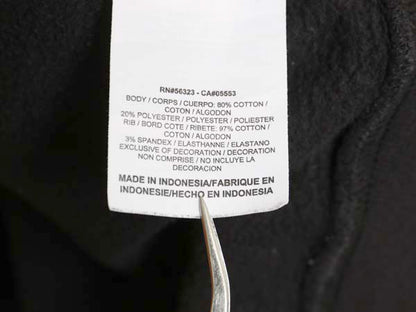 RN#56323 - CA#05553
BODY / CORPS / CUERPO: 80% COTTON /
COTON / ALGODON
20% POLYESTER / POLYESTER / POLIESTER
RIB / BORD COTE / RIBETE: 97% COTTON /
COTON / ALGODON
3% SPANDEX / ELASTHANNE / ELASTANO
EXCLUSIVE OF DECORATION / DECORATION
NON COMPRISE / NO INCLUYE LA
DECORACION
MADE IN INDONESIA/FABRIQUE EN
INDONESIE/HECHO EN INDONESIA